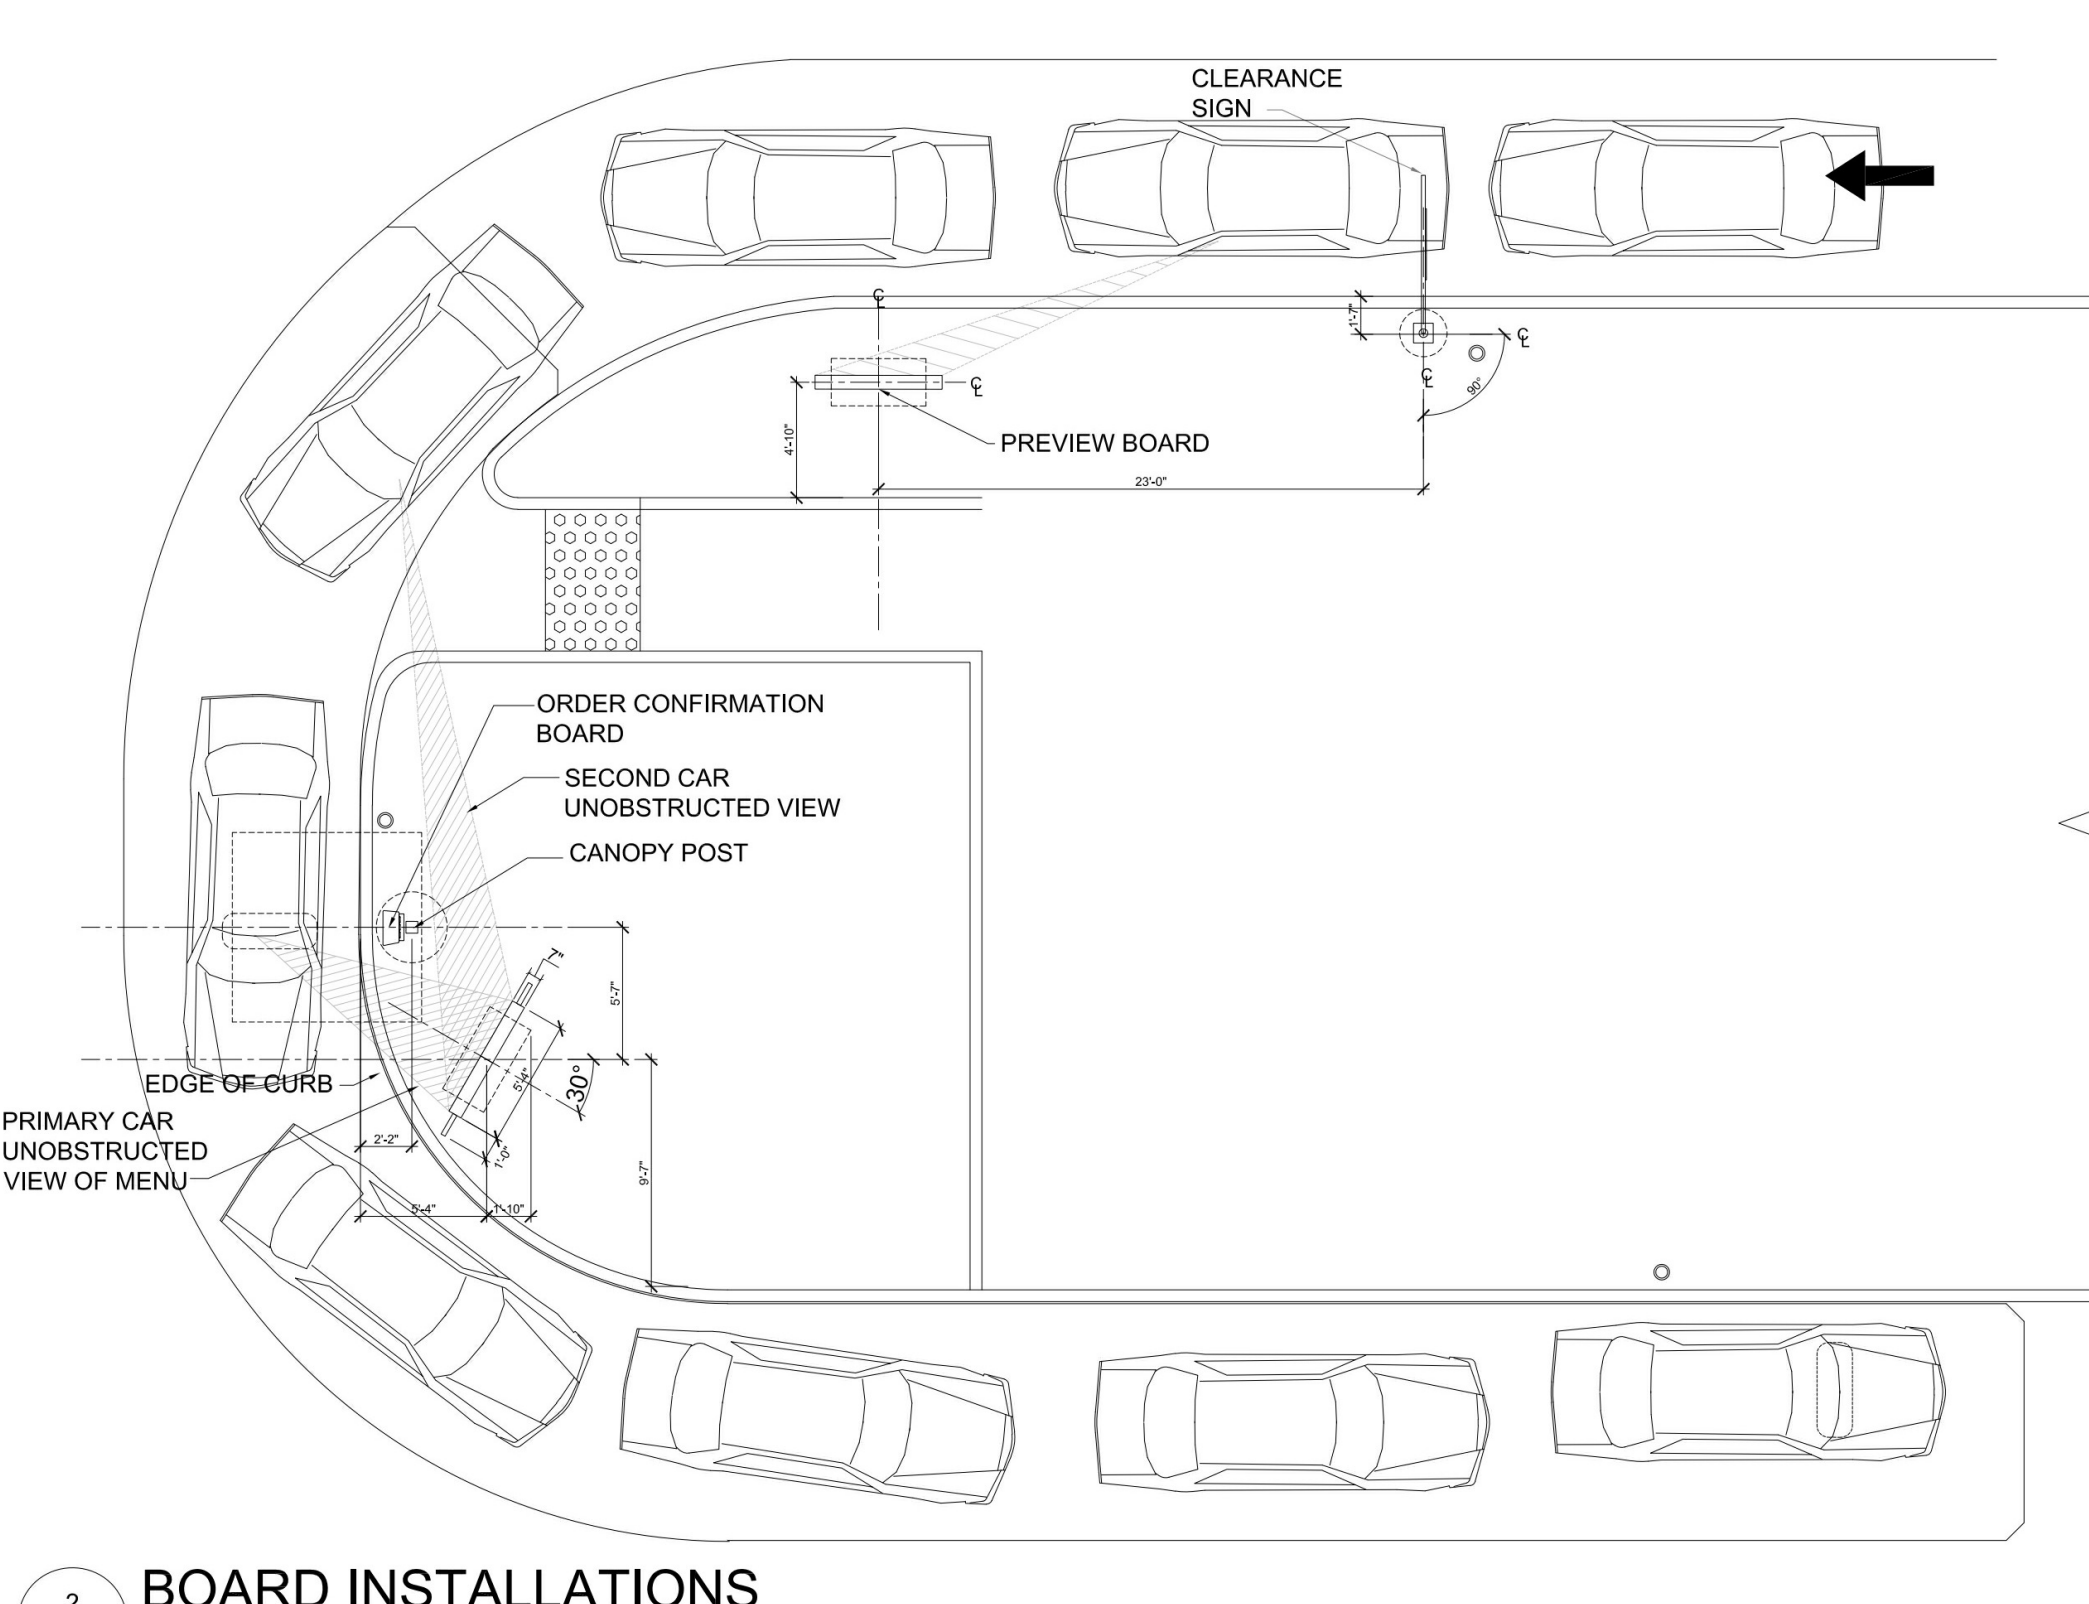 CLEARANCE
SIGN
℄
1'-7"
℄
℄
℄
90°
4'-10"
PREVIEW BOARD
23'-0"
ORDER CONFIRMATION
BOARD
SECOND CAR
UNOBSTRUCTED VIEW
CANOPY POST
7"
5'-7"
EDGE OF CURB
5'-4"
30°
PRIMARY CAR
UNOBSTRUCTED
VIEW OF MENU
2'-2"
1'-0"
9'-7"
5'-4"
1'-10"
2
BOARD INSTALLATIONS